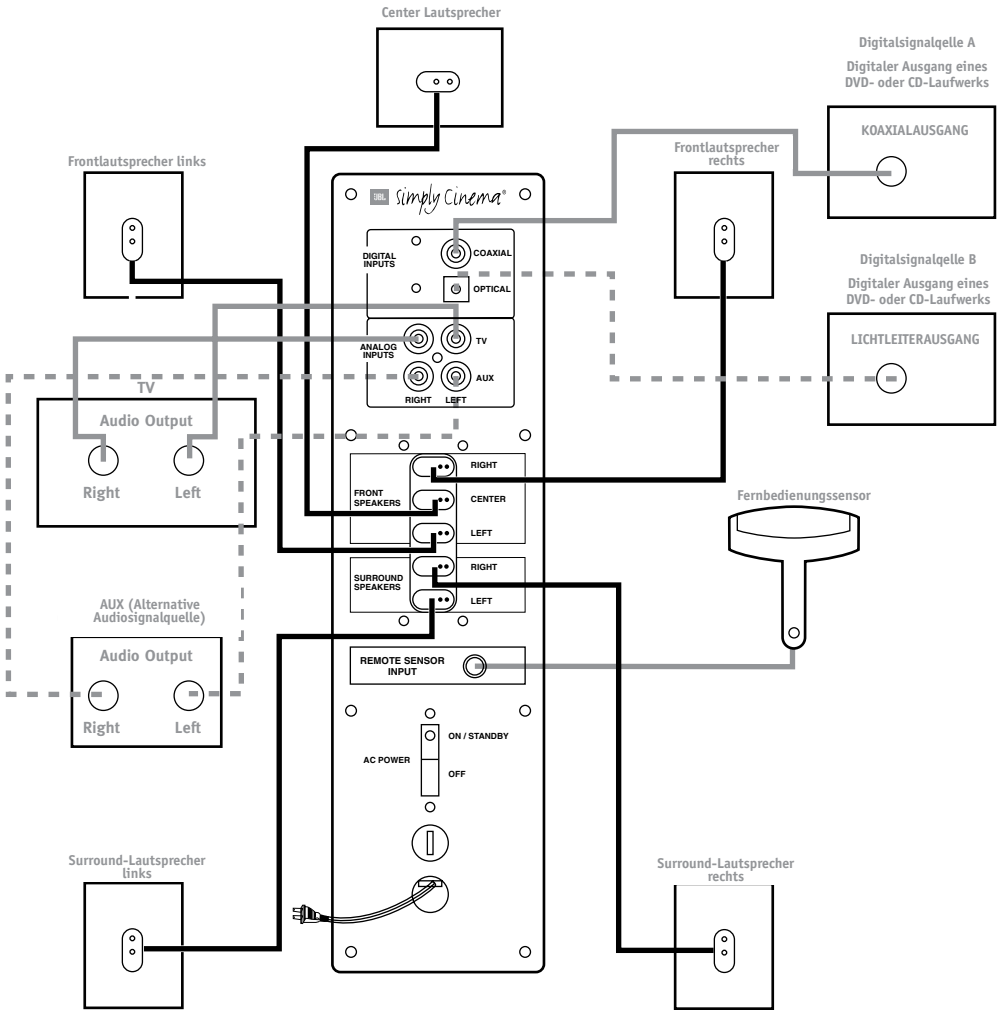 Center Lautsprecher
Digitalsignalqelle A
Digitaler Ausgang eines
DVD- oder CD-Laufwerks
KOAXIALAUSGANG
Frontlautsprecher
rechts
Frontlautsprecher links
JBL Simply Cinema®
DIGITAL
INPUTS
COAXIAL
OPTICAL
Digitalsignalqelle B
Digitaler Ausgang eines
DVD- oder CD-Laufwerks
LICHTLEITERAUSGANG
ANALOG
INPUTS
TV
AUX
RIGHT LEFT
TV
Audio Output
Right Left
FRONT
SPEAKERS
RIGHT
CENTER
LEFT
SURROUND
SPEAKERS
RIGHT
LEFT
Fernbedienungssensor
AUX (Alternative
Audiosignalquelle)
Audio Output
Right Left
REMOTE SENSOR
INPUT
AC POWER
ON / STANDBY
OFF
Surround-Lautsprecher
links
Surround-Lautsprecher
rechts